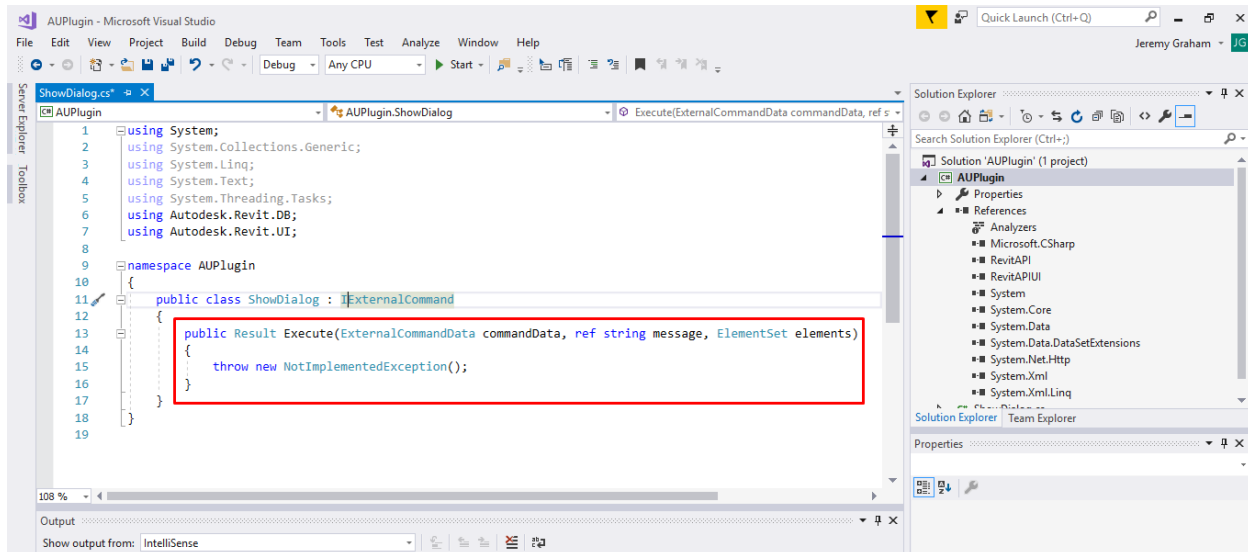 AUPlugin - Microsoft Visual Studio
Quick Launch (Ctrl+Q)
File Edit View Project Build Debug Team Tools Test Analyze Window Help
Jeremy Graham JG
Debug Any CPU Start
Server Explorer
Toolbox
ShowDialog.cs*
AUPlugin AUPlugin.ShowDialog Execute(ExternalCommandData commandData, ref s
1 using System;
2 using System.Collections.Generic;
3 using System.Linq;
4 using System.Text;
5 using System.Threading.Tasks;
6 using Autodesk.Revit.DB;
7 using Autodesk.Revit.UI;
8
9 namespace AUPlugin
10 {
11 public class ShowDialog : IExternalCommand
12 {
13 public Result Execute(ExternalCommandData commandData, ref string message, ElementSet elements)
14 {
15 throw new NotImplementedException();
16 }
17 }
18 }
19
108 %
Output
Show output from: IntelliSense
Solution Explorer
Search Solution Explorer (Ctrl+;)
Solution 'AUPlugin' (1 project)
C# AUPlugin
Properties
References
Analyzers
Microsoft.CSharp
RevitAPI
RevitAPIUI
System
System.Core
System.Data
System.Data.DataSetExtensions
System.Net.Http
System.Xml
System.Xml.Linq
Solution Explorer Team Explorer
Properties